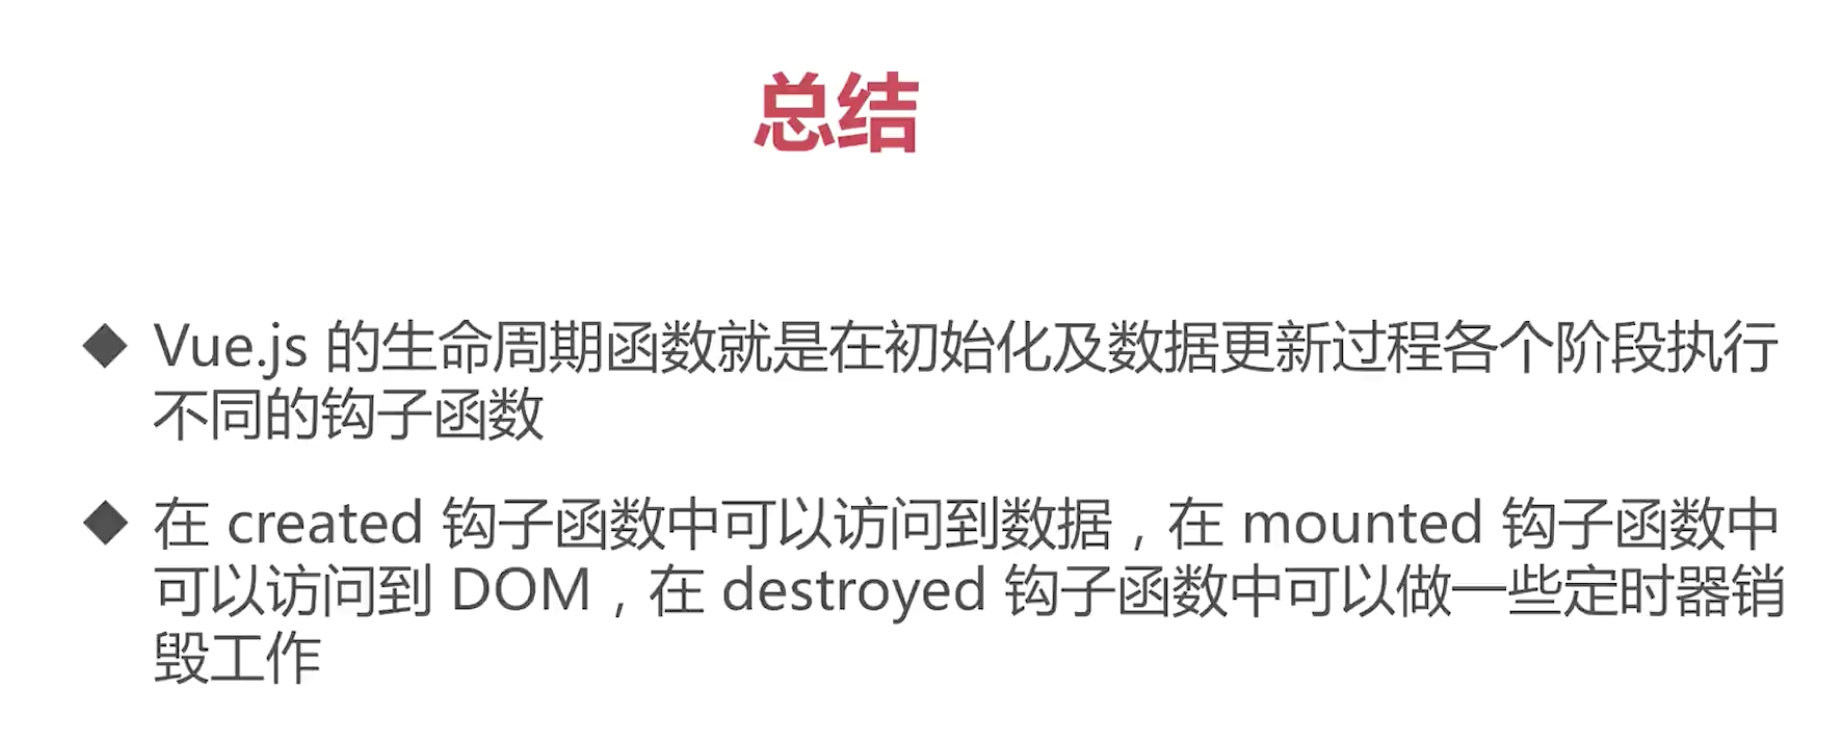 总结
◆ Vue.js 的生命周期函数就是在初始化及数据更新过程各个阶段执行
不同的钩子函数
◆ 在 created 钩子函数中可以访问到数据，在 mounted 钩子函数中
可以访问到 DOM，在 destroyed 钩子函数中可以做一些定时器销
毁工作